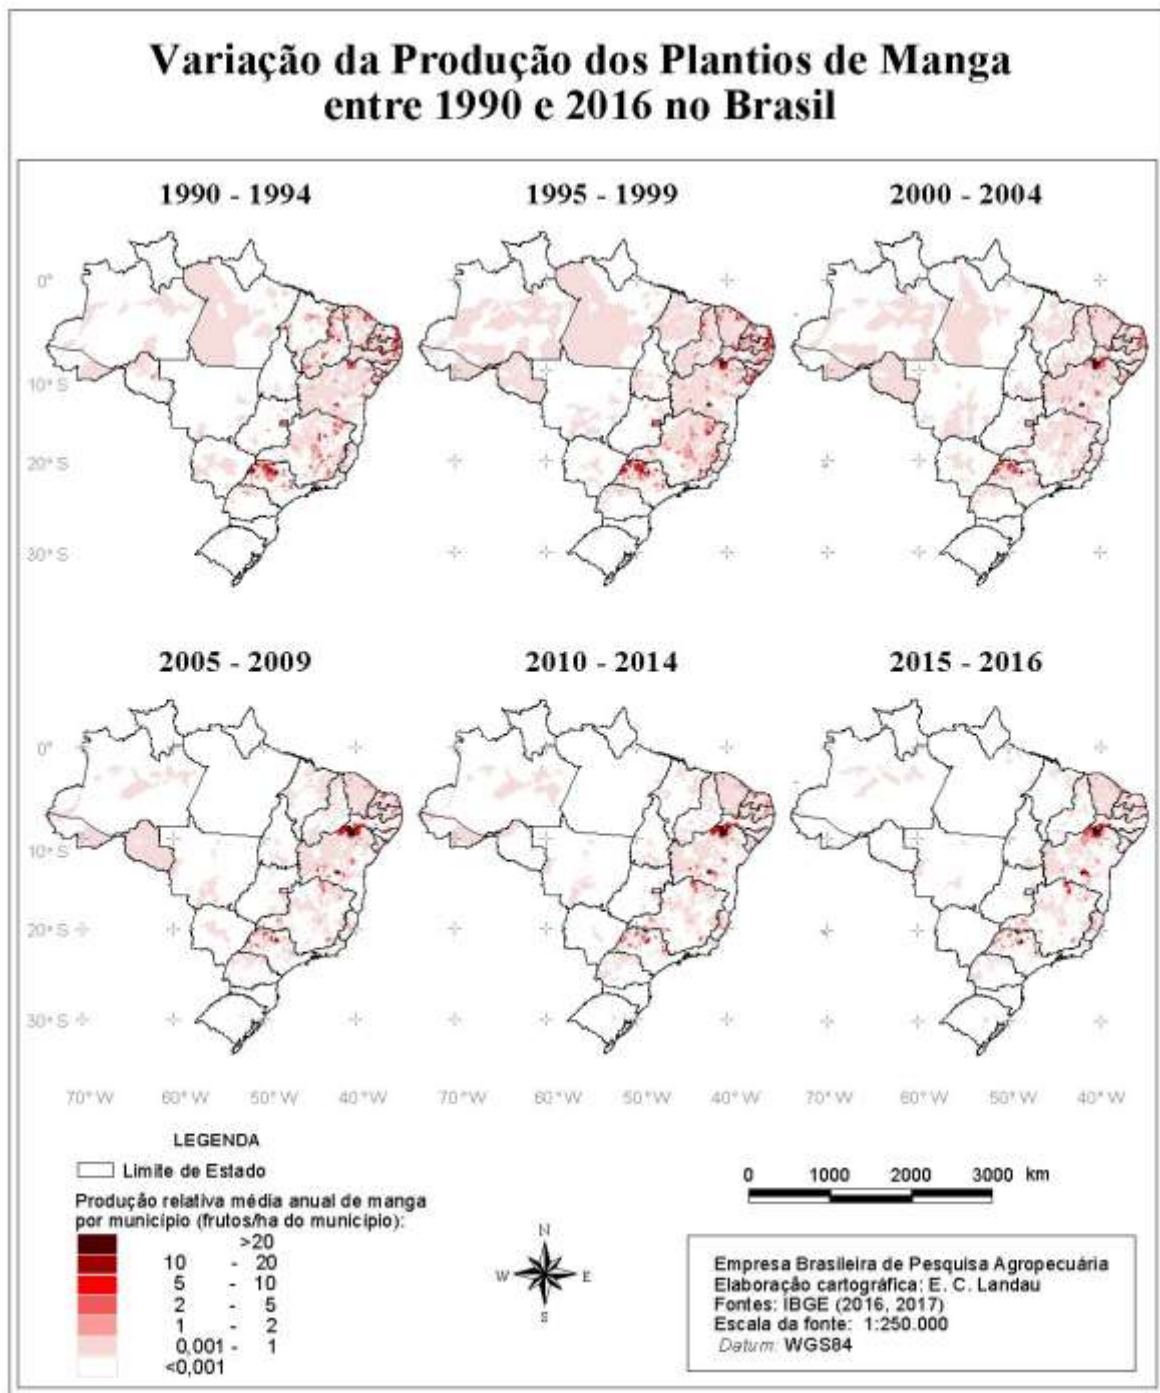 Variação da Produção dos Plantios de Manga
entre 1990 e 2016 no Brasil
1990 - 1994
1995 - 1999
2000 - 2004
0°
10° S
20° S
30° S
2005 - 2009
2010 - 2014
2015 - 2016
0°
10° S
20° S
30° S
70° W 60° W 50° W 40° W 70° W 60° W 50° W 40° W 70° W 60° W 50° W 40° W
LEGENDA
Limite de Estado
Produção relativa média anual de manga
por município (frutos/ha do município):
>20
10 - 20
5 - 10
2 - 5
1 - 2
0,001 - 1
<0,001
N
W E
S
0 1000 2000 3000 km
Empresa Brasileira de Pesquisa Agropecuária
Elaboração cartográfica: E. C. Landau
Fontes: IBGE (2016, 2017)
Escala da fonte: 1:250.000
Datum: WGS84